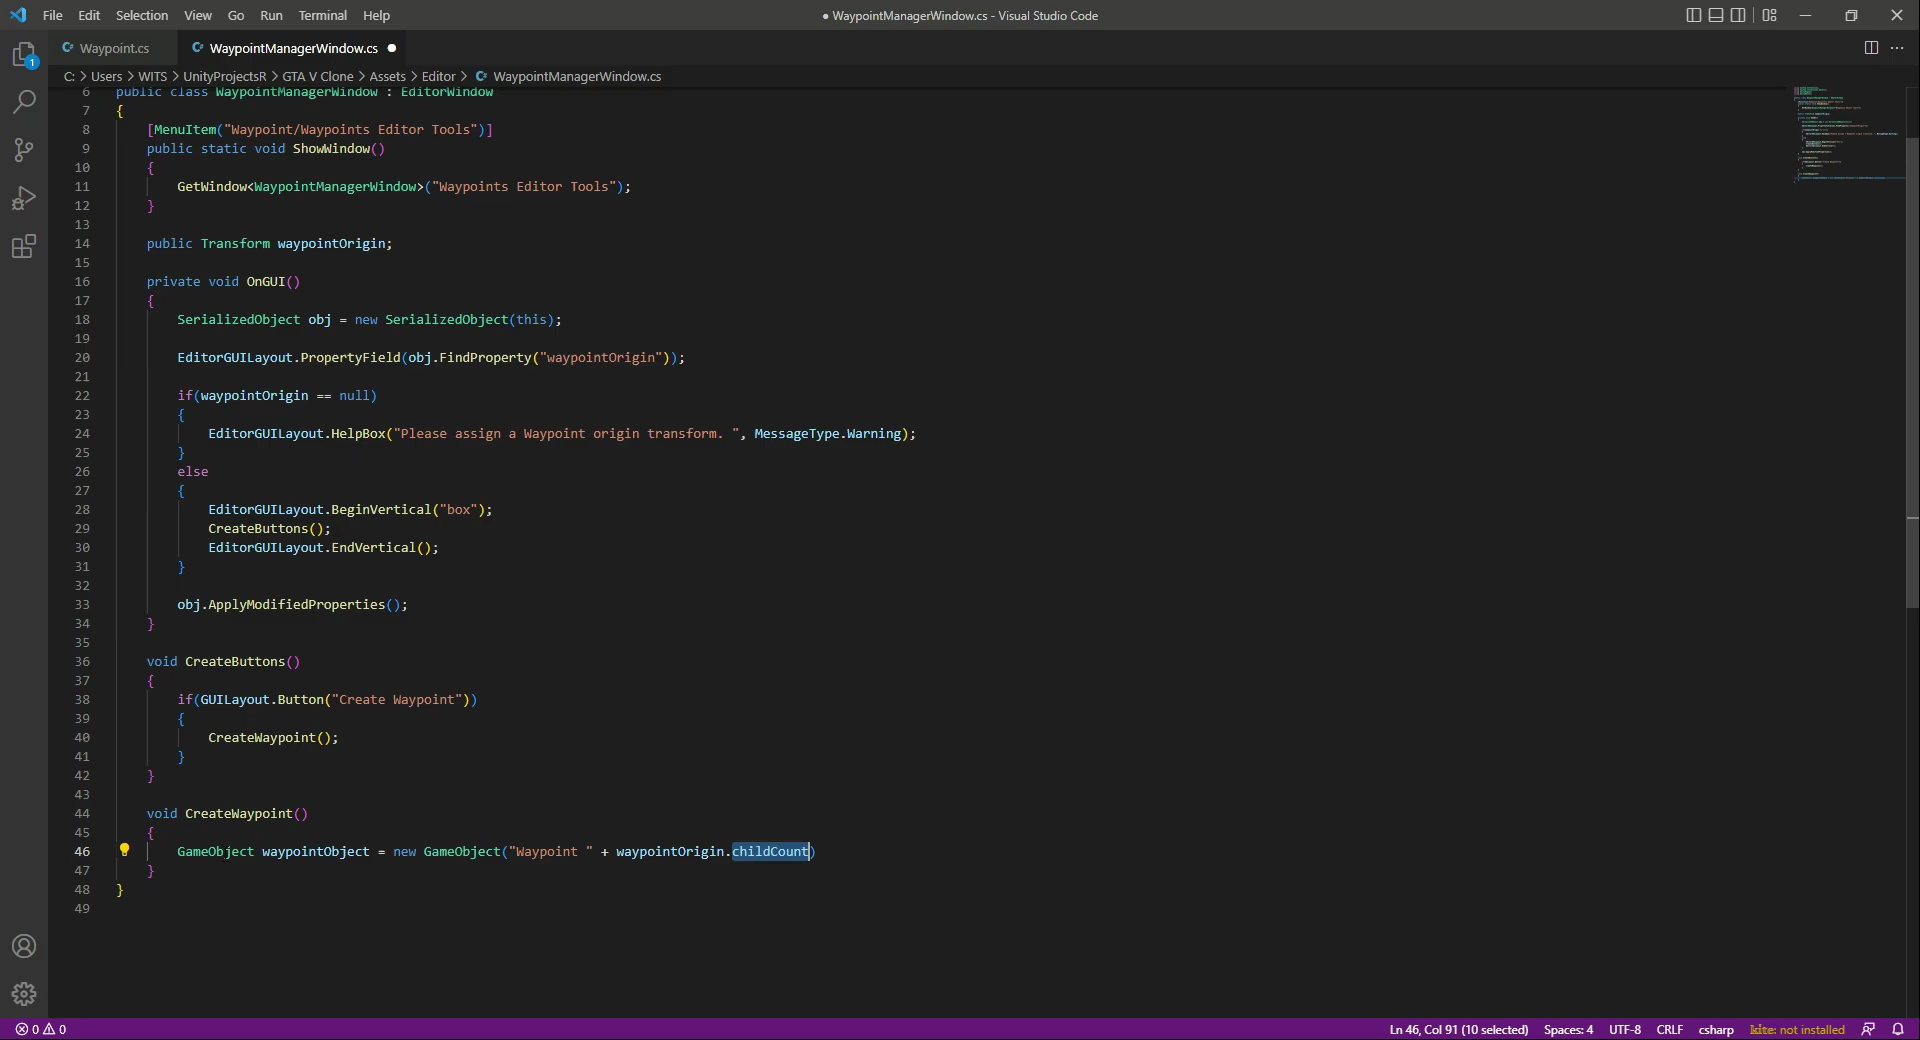 File Edit Selection View Go Run Terminal Help
● WaypointManagerWindow.cs - Visual Studio Code
Waypoint.cs
WaypointManagerWindow.cs
C: > Users > WITS > UnityProjectsR > GTA V Clone > Assets > Editor > WaypointManagerWindow.cs
6 public class WaypointManagerWindow : EditorWindow
7 {
8 [MenuItem("Waypoint/Waypoints Editor Tools")]
9 public static void ShowWindow()
10 {
11 GetWindow<WaypointManagerWindow>("Waypoints Editor Tools");
12 }
13
14 public Transform waypointOrigin;
15
16 private void OnGUI()
17 {
18 SerializedObject obj = new SerializedObject(this);
19
20 EditorGUILayout.PropertyField(obj.FindProperty("waypointOrigin"));
21
22 if(waypointOrigin == null)
23 {
24 EditorGUILayout.HelpBox("Please assign a Waypoint origin transform. ", MessageType.Warning);
25 }
26 else
27 {
28 EditorGUILayout.BeginVertical("box");
29 CreateButtons();
30 EditorGUILayout.EndVertical();
31 }
32
33 obj.ApplyModifiedProperties();
34 }
35
36 void CreateButtons()
37 {
38 if(GUILayout.Button("Create Waypoint"))
39 {
40 CreateWaypoint();
41 }
42 }
43
44 void CreateWaypoint()
45 {
46 GameObject waypointObject = new GameObject("Waypoint " + waypointOrigin.childCount)
47 }
48 }
49
1
0 0
Ln 46, Col 91 (10 selected) Spaces: 4 UTF-8 CRLF csharp kite: not installed